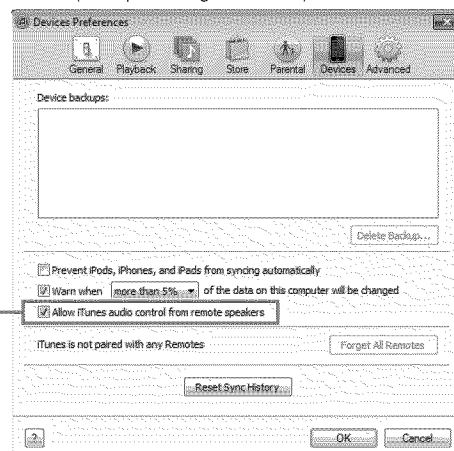 Devices Preferences
General Playback Sharing Store Parental Devices Advanced
Device backups:
Delete Backup...
Prevent iPods, iPhones, and iPads from syncing automatically
Warn when more than 5% of the data on this computer will be changed
Allow iTunes audio control from remote speakers
iTunes is not paired with any Remotes
Forget All Remotes
Reset Sync History
?
OK Cancel